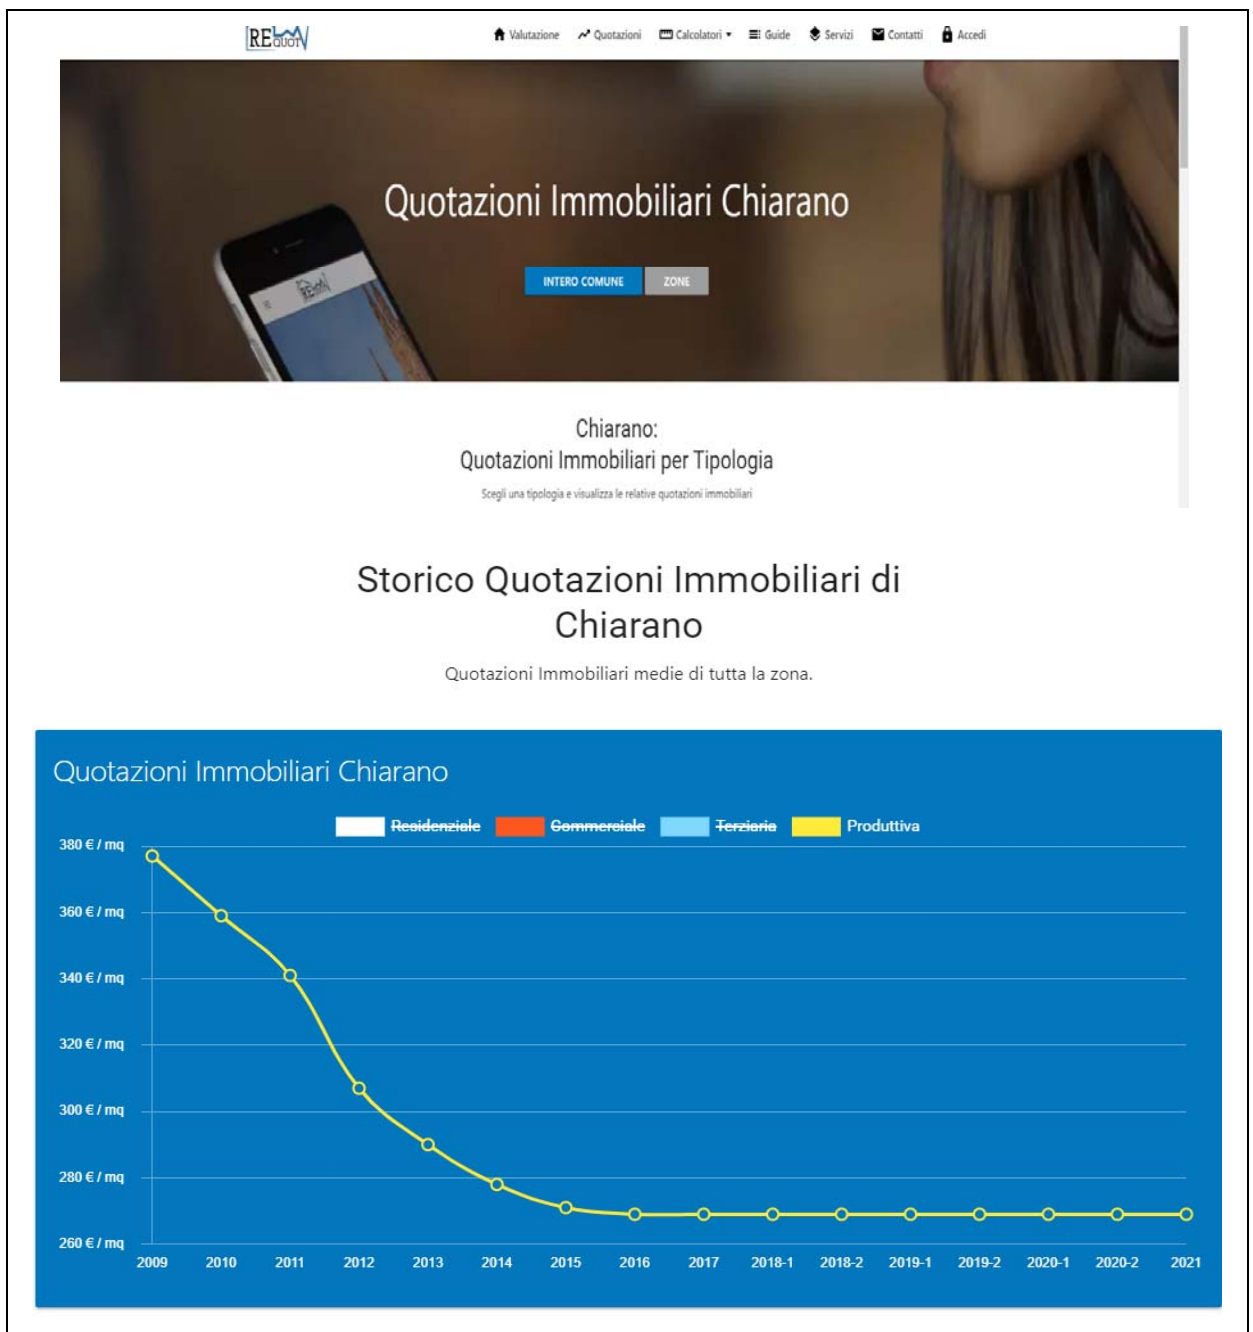 REQUOT
Valutazione Quotazioni Calcolatori Guide Servizi Contatti Accedi
Quotazioni Immobiliari Chiarano
INTERO COMUNE ZONE
Chiarano:
Quotazioni Immobiliari per Tipologia
Scegli una tipologia e visualizza le relative quotazioni immobiliari
Storico Quotazioni Immobiliari di
Chiarano
Quotazioni Immobiliari medie di tutta la zona.
Quotazioni Immobiliari Chiarano
Residenziale Commerciale Terziaria Produttiva
380 € / mq
360 € / mq
340 € / mq
320 € / mq
300 € / mq
280 € / mq
260 € / mq
2009 2010 2011 2012 2013 2014 2015 2016 2017 2018-1 2018-2 2019-1 2019-2 2020-1 2020-2 2021